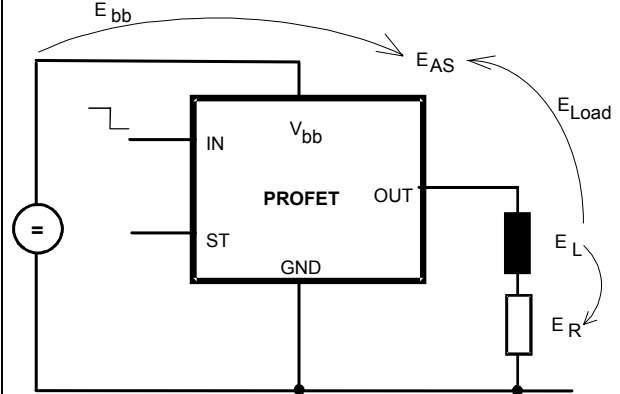 E bb
E AS
E Load
IN
V bb
PROFET
OUT
=
ST
GND
E L
E R